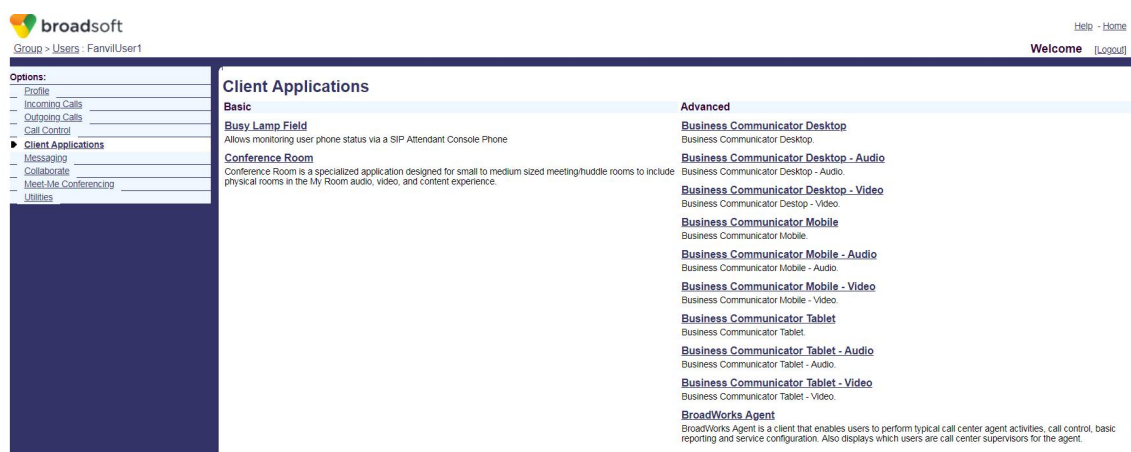 broadsoft
Help - Home
Group > Users : FanvilUser1
Welcome [Logout]
Options:
Profile
Incoming Calls
Outgoing Calls
Call Control
Client Applications
Messaging
Collaborate
Meet-Me Conferencing
Utilities
Client Applications
Basic
Busy Lamp Field
Allows monitoring user phone status via a SIP Attendant Console Phone
Conference Room
Conference Room is a specialized application designed for small to medium sized meeting/huddle rooms to include
physical rooms in the My Room audio, video, and content experience.
Advanced
Business Communicator Desktop
Business Communicator Desktop.
Business Communicator Desktop - Audio
Business Communicator Desktop - Audio.
Business Communicator Desktop - Video
Business Communicator Destop - Video.
Business Communicator Mobile
Business Communicator Mobile.
Business Communicator Mobile - Audio
Business Communicator Mobile - Audio.
Business Communicator Mobile - Video
Business Communicator Mobile - Video.
Business Communicator Tablet
Business Communicator Tablet.
Business Communicator Tablet - Audio
Business Communicator Tablet - Audio.
Business Communicator Tablet - Video
Business Communicator Tablet - Video.
BroadWorks Agent
BroadWorks Agent is a client that enables users to perform typical call center agent activities, call control, basic
reporting and service configuration. Also displays which users are call center supervisors for the agent.